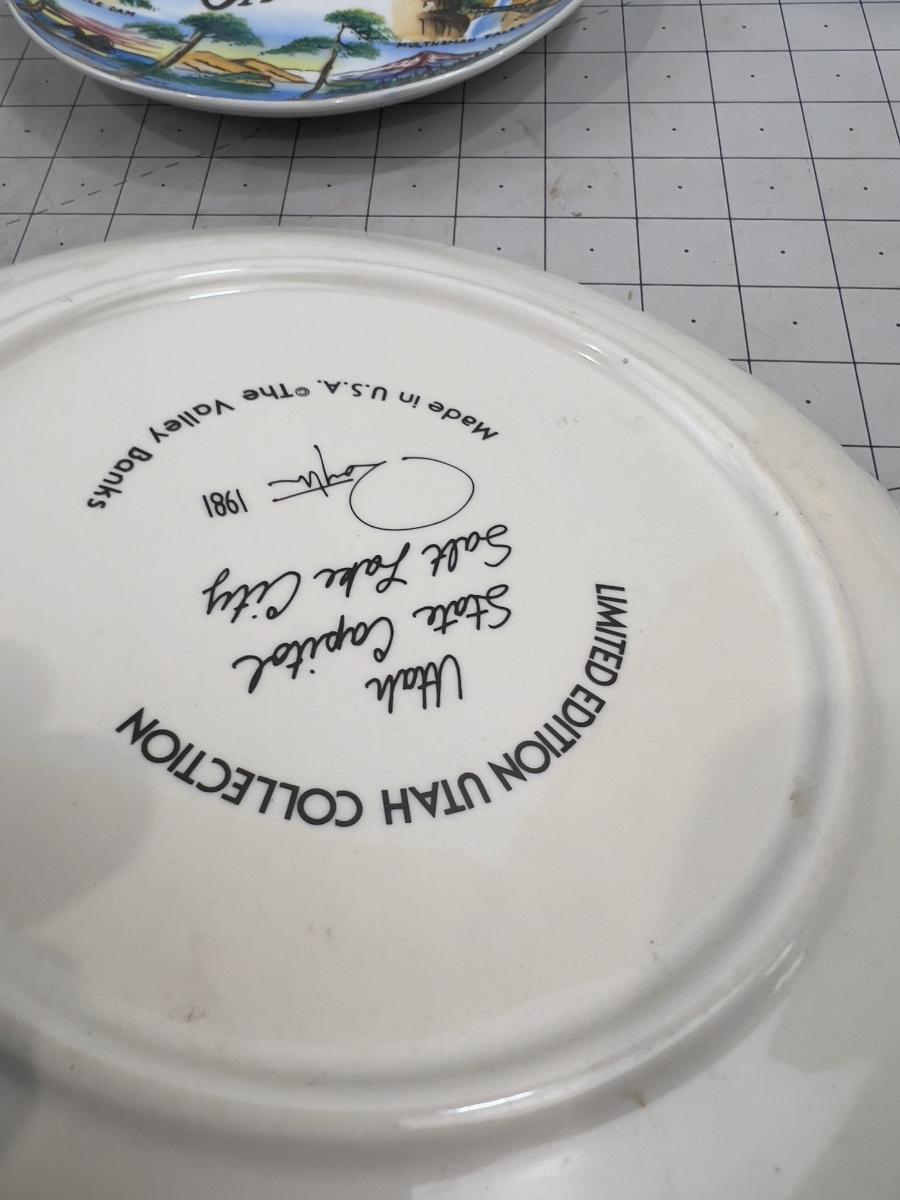 LIMITED EDITION UTAH COLLECTION
Utah
State Capitol
Salt Lake City
1981
Made in U.S.A. ©The Valley Banks